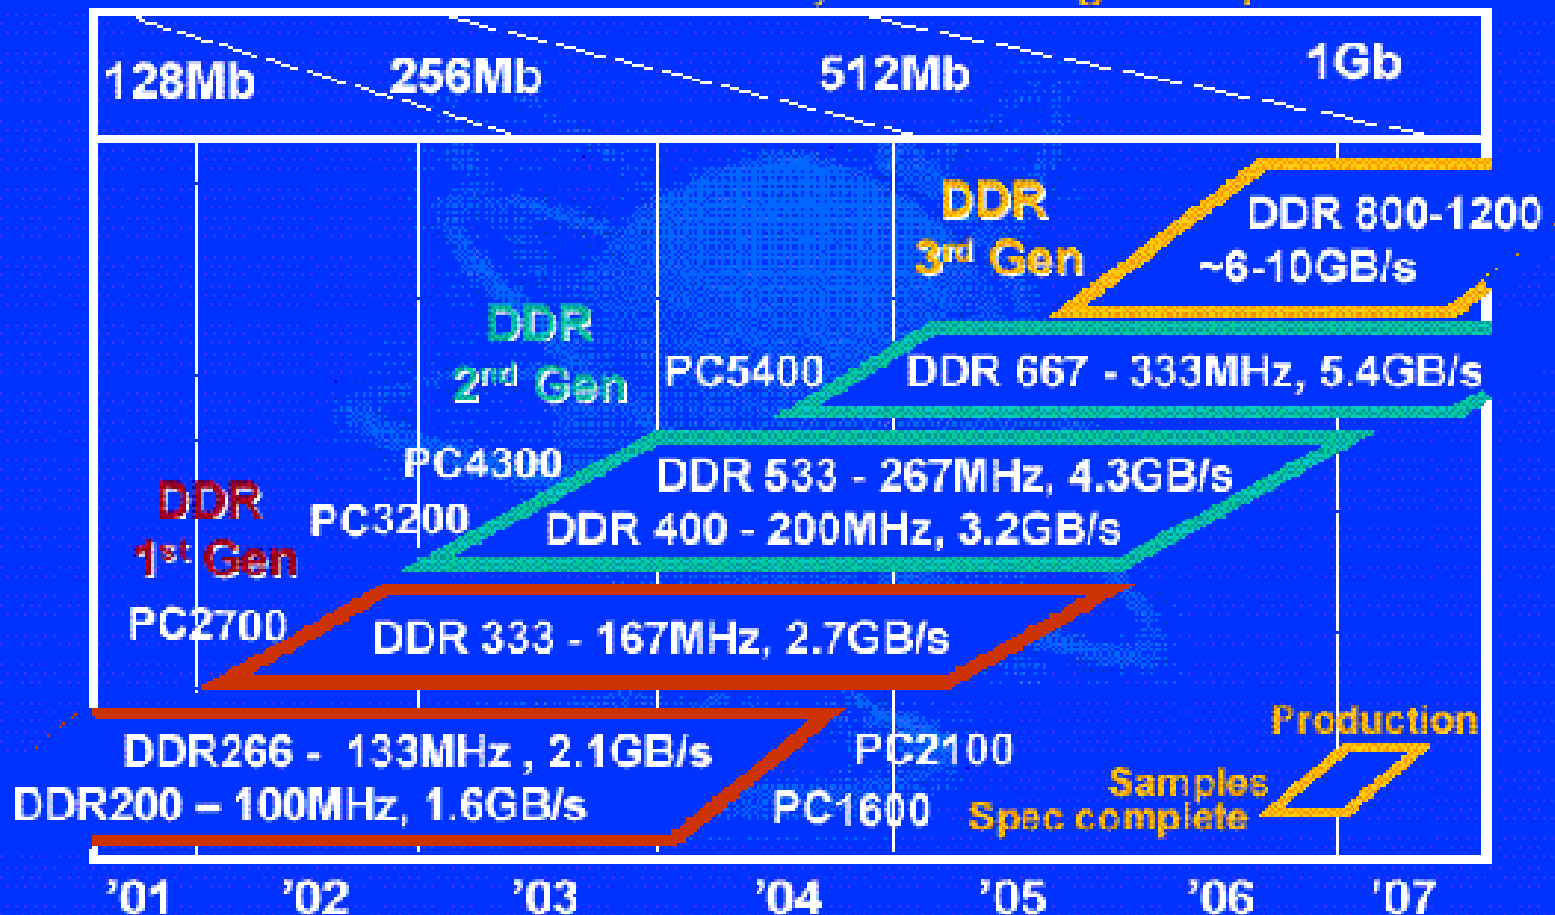 128Mb 256Mb 512Mb 1Gb
DDR
3rd Gen
DDR 800-1200
~6-10GB/s
DDR
2nd Gen
PC5400
DDR 667 - 333MHz, 5.4GB/s
PC4300
DDR 533 - 267MHz, 4.3GB/s
PC3200
DDR 400 - 200MHz, 3.2GB/s
DDR
1st Gen
PC2700
DDR 333 - 167MHz, 2.7GB/s
DDR266 - 133MHz , 2.1GB/s
PC2100
DDR200 – 100MHz, 1.6GB/s
PC1600
Production
Samples
Spec complete
’01 ’02 ’03 ’04 ’05 ’06 '07